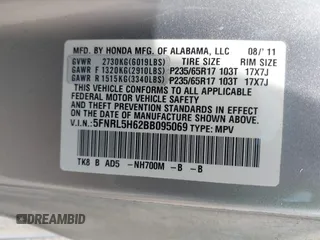 MFD. BY HONDA MFG. OF ALABAMA, LLC 08/'11
GVWR 2730KG(6019LBS) TIRE SIZE RIM SIZE
GAWR F 1320KG(2910LBS) P235/65R17 103T 17X7J
GAWR R 1515KG(3340LBS) P235/65R17 103T 17X7J
THIS VEHICLE CONFORMS TO ALL APPLICABLE
FEDERAL MOTOR VEHICLE SAFETY AND THEFT PREVENTION
STANDARDS IN EFFECT ON THE DATE OF MANUFACTURE
SHOWN ABOVE.
V.I.N.:5FNRL5H62BB095069 TYPE: MPV
TK8 B AD5 -NH700M -B -B
DREAMBID